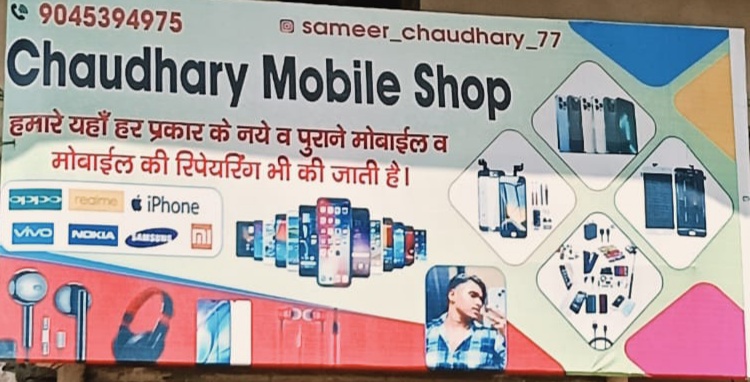 9045394975
sameer_chaudhary_77
Chaudhary Mobile Shop
हमारे यहाँ हर प्रकार के नये व पुराने मोबाईल व
मोबाईल की रिपेयरिंग भी की जाती है।
oppo realme iPhone
vivo NOKIA SAMSUNG mi